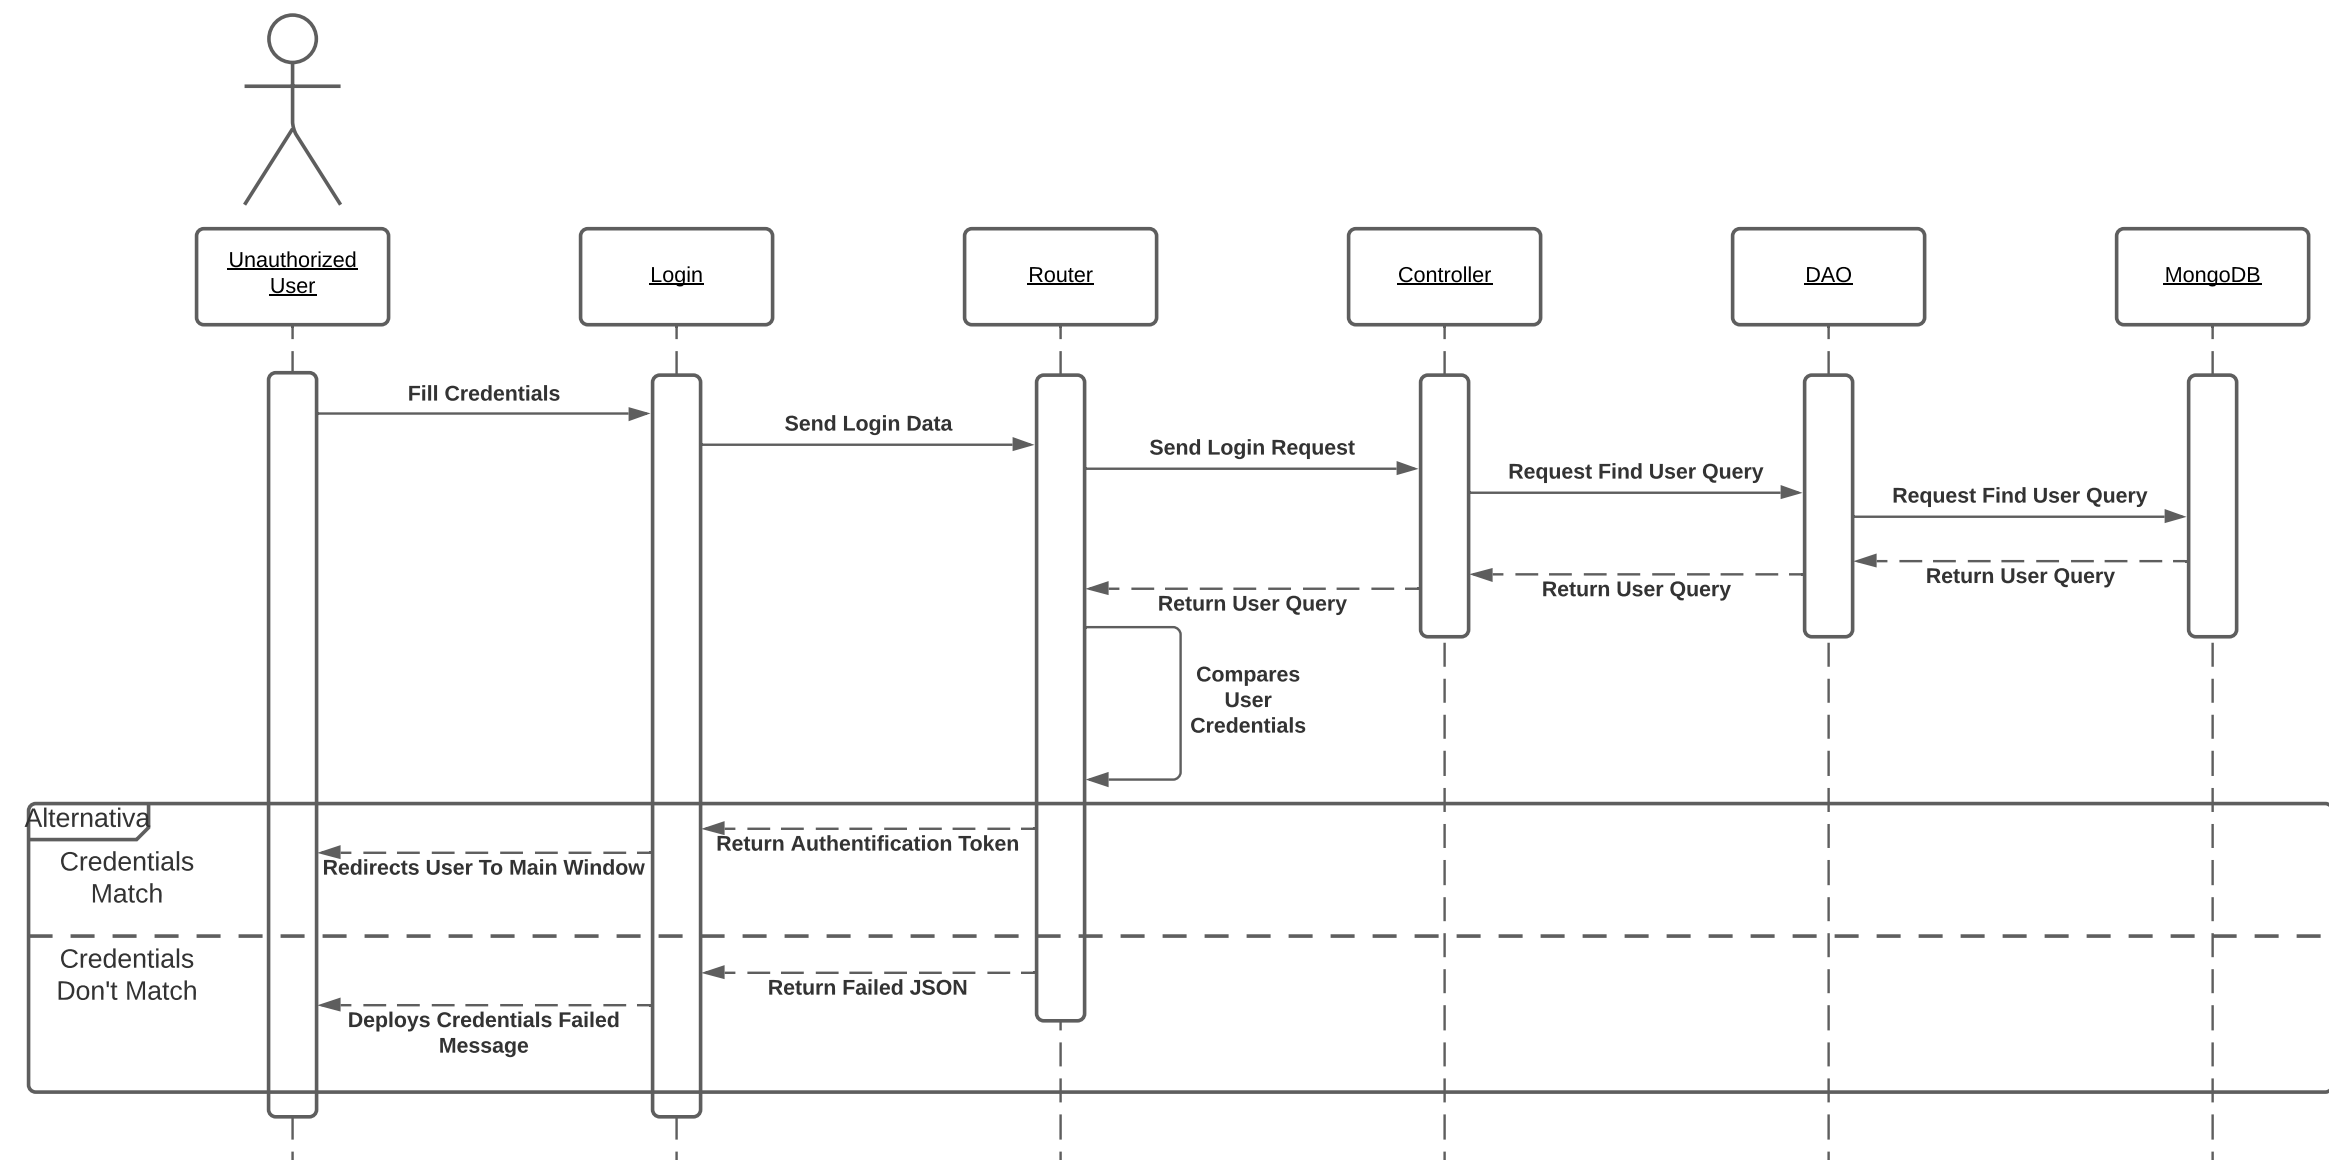 Unauthorized
User
Login
Router
Controller
DAO
MongoDB
Fill Credentials
Send Login Data
Send Login Request
Request Find User Query
Request Find User Query
Return User Query
Return User Query
Return User Query
Compares
User
Credentials
Alternativa
Credentials
Match
Return Authentification Token
Redirects User To Main Window
Credentials
Don't Match
Return Failed JSON
Deploys Credentials Failed
Message